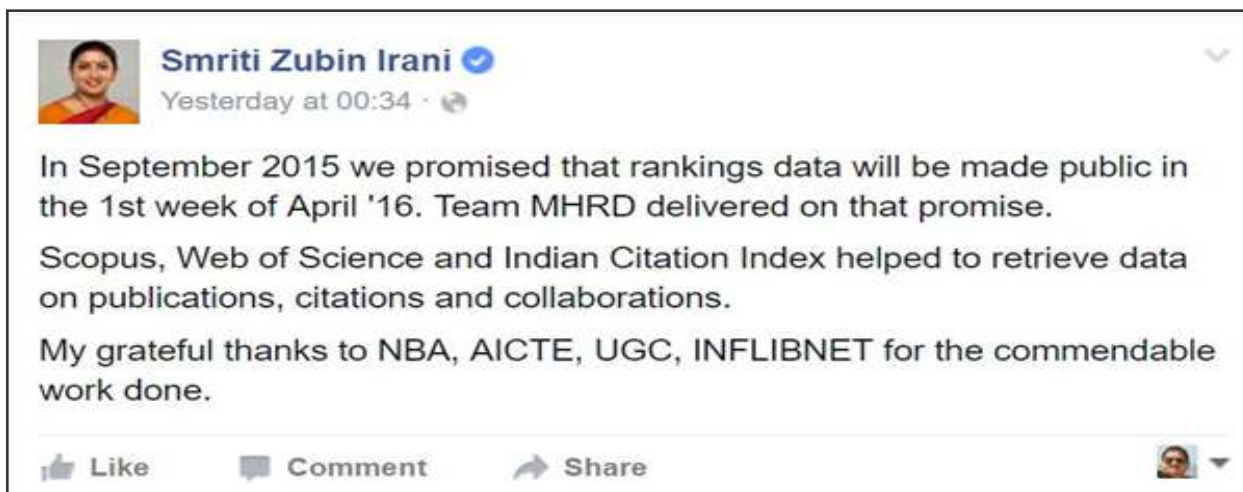 Smriti Zubin Irani
Yesterday at 00:34 ·
In September 2015 we promised that rankings data will be made public in
the 1st week of April '16. Team MHRD delivered on that promise.
Scopus, Web of Science and Indian Citation Index helped to retrieve data
on publications, citations and collaborations.
My grateful thanks to NBA, AICTE, UGC, INFLIBNET for the commendable
work done.
Like Comment Share